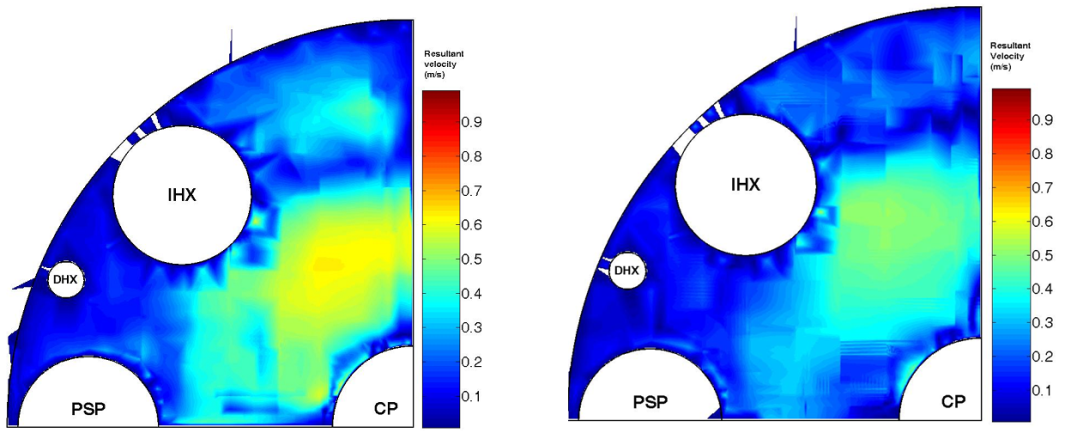 Resultant
velocity
(m/s)
0.9
0.8
0.7
0.6
0.5
0.4
0.3
0.2
0.1
IHX
DHX
PSP
CP
Resultant
Velocity
(m/s)
0.9
0.8
0.7
0.6
0.5
0.4
0.3
0.2
0.1
IHX
DHX
PSP
CP